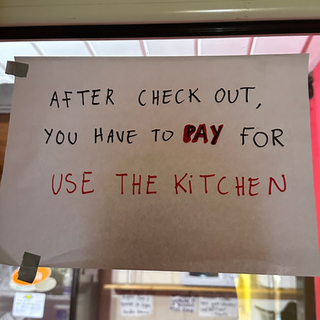 AFTER CHECK OUT,
YOU HAVE TO PAY FOR
USE THE KiTCHEN